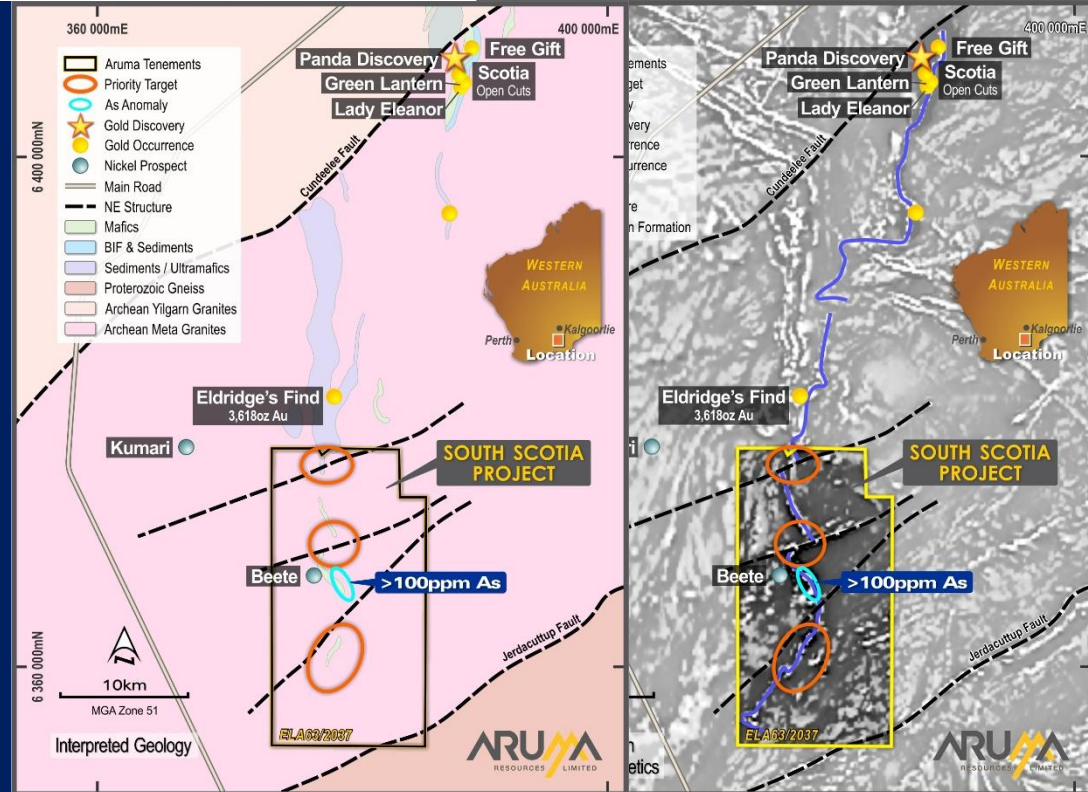 360 000mE
400 000mE
6 400 000mN
6 360 000mN
Aruma Tenements
Priority Target
As Anomaly
Gold Discovery
Gold Occurrence
Nickel Prospect
Main Road
NE Structure
Mafics
BIF & Sediments
Sediments / Ultramafics
Proterozoic Gneiss
Archean Yilgarn Granites
Archean Meta Granites
Panda Discovery
Free Gift
Green Lantern
Scotia
Open Cuts
Lady Eleanor
Cundeelee Fault
WESTERN
AUSTRALIA
Kalgoorlie
Perth
Location
Eldridge's Find
3,618oz Au
Kumari
SOUTH SCOTIA
PROJECT
Beete
>100ppm As
Jerdacuttup Fault
10km
MGA Zone 51
Interpreted Geology
ELA63/2037
ARUMA
RESOURCES LIMITED
400 000mE
ements
get
y
very
rrence
urrence
re
n Formation
Panda Discovery
Free Gift
Green Lantern
Scotia
Open Cuts
Lady Eleanor
Cundeelee Fault
WESTERN
AUSTRALIA
Kalgoorlie
Perth
Location
Eldridge's Find
3,618oz Au
ri
SOUTH SCOTIA
PROJECT
Beete
>100ppm As
Jerdacuttup Fault
ELA63/2037
etics
ARUMA
RESOURCES LIMITED